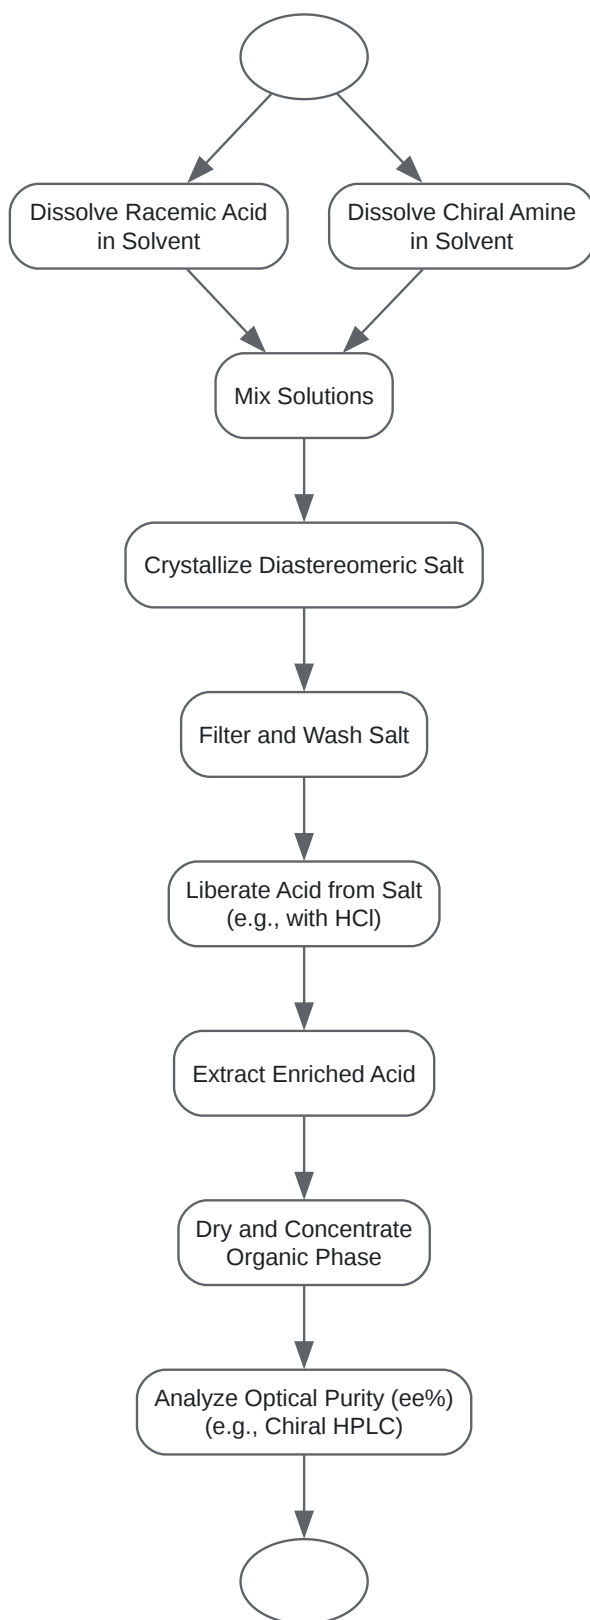 Dissolve Racemic Acid
in Solvent
Dissolve Chiral Amine
in Solvent
Mix Solutions
Crystallize Diastereomeric Salt
Filter and Wash Salt
Liberate Acid from Salt
(e.g., with HCl)
Extract Enriched Acid
Dry and Concentrate
Organic Phase
Analyze Optical Purity (ee%)
(e.g., Chiral HPLC)